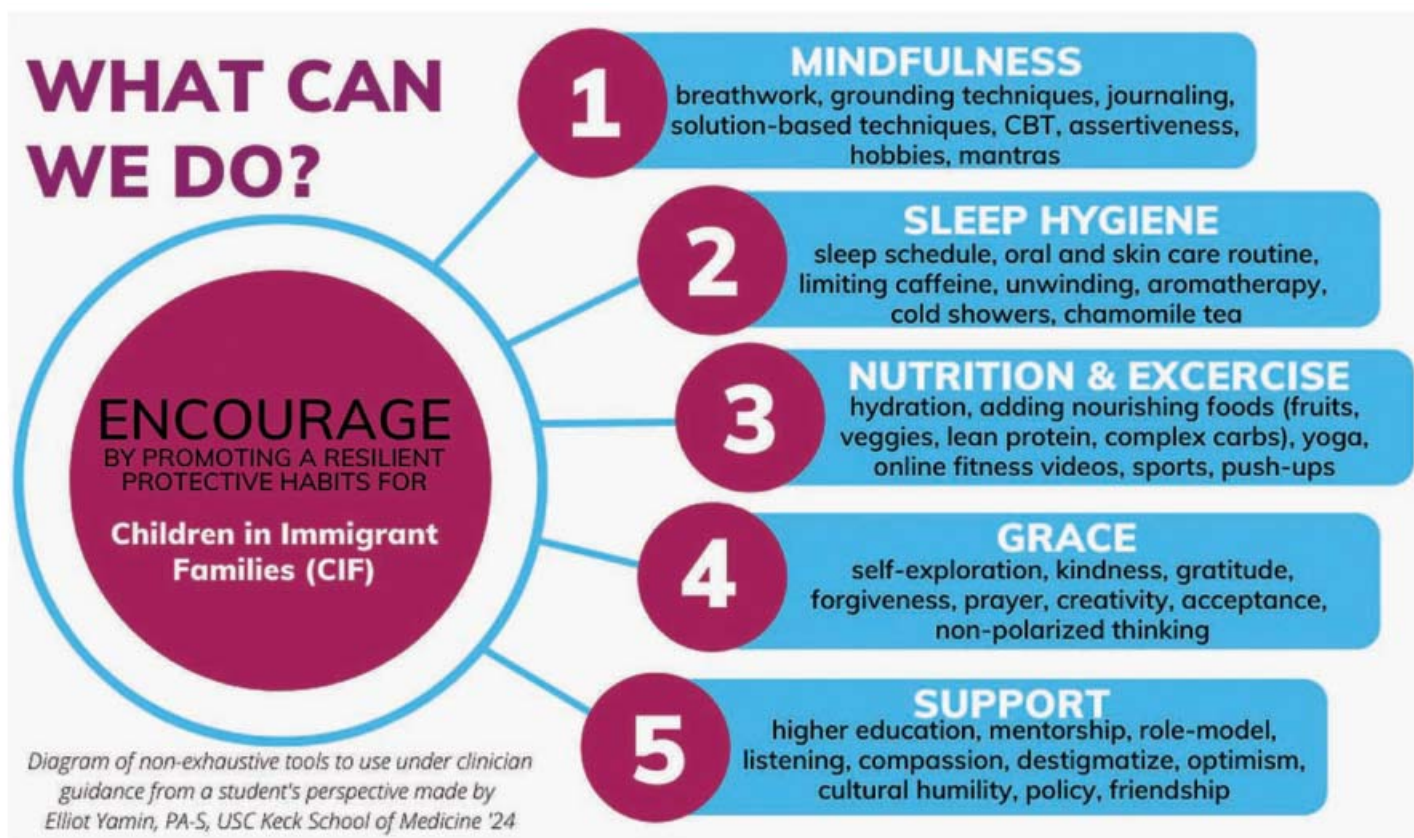 WHAT CAN
WE DO?
ENCOURAGE
BY PROMOTING A RESILIENT
PROTECTIVE HABITS FOR
Children in Immigrant
Families (CIF)
1
MINDFULNESS
breathwork, grounding techniques, journaling,
solution-based techniques, CBT, assertiveness,
hobbies, mantras
2
SLEEP HYGIENE
sleep schedule, oral and skin care routine,
limiting caffeine, unwinding, aromatherapy,
cold showers, chamomile tea
3
NUTRITION & EXCERCISE
hydration, adding nourishing foods (fruits,
veggies, lean protein, complex carbs), yoga,
online fitness videos, sports, push-ups
4
GRACE
self-exploration, kindness, gratitude,
forgiveness, prayer, creativity, acceptance,
non-polarized thinking
5
SUPPORT
higher education, mentorship, role-model,
listening, compassion, destigmatize, optimism,
cultural humility, policy, friendship
Diagram of non-exhaustive tools to use under clinician
guidance from a student's perspective made by
Elliot Yamin, PA-S, USC Keck School of Medicine '24